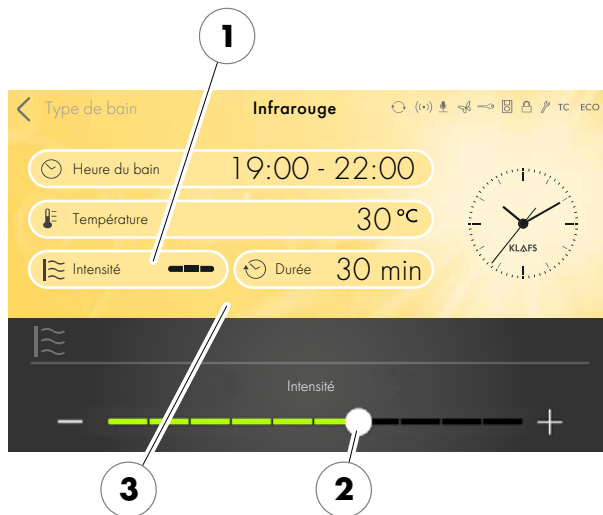 1
Type de bain Infrarouge TC ECO
Heure du bain 19:00 - 22:00
Température 30 °C
Intensité Durée 30 min
KLAFS
Intensité
3 2